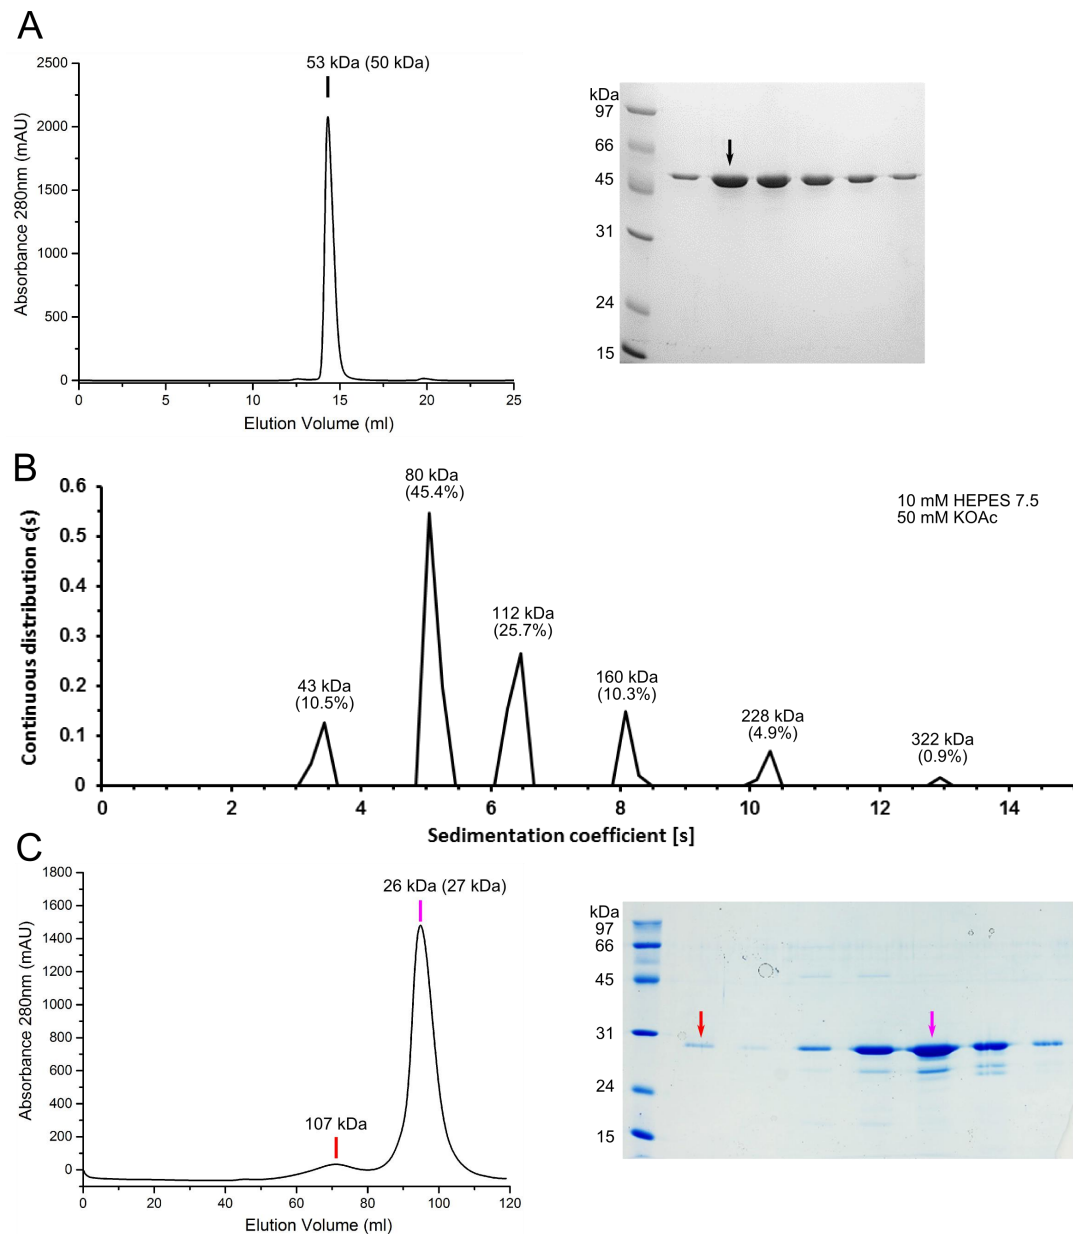 A
53 kDa (50 kDa)
2500
2000
1500
1000
500
0
Absorbance 280nm (mAU)
0 5 10 15 20 25
Elution Volume (ml)
kDa
97
66
45
31
24
15
B
0.6
0.5
0.4
0.3
0.2
0.1
0
Continuous distribution c(s)
43 kDa
(10.5%)
80 kDa
(45.4%)
112 kDa
(25.7%)
160 kDa
(10.3%)
228 kDa
(4.9%)
322 kDa
(0.9%)
10 mM HEPES 7.5
50 mM KOAc
0 2 4 6 8 10 12 14
Sedimentation coefficient [s]
C
1800
1600
1400
1200
1000
800
600
400
200
0
Absorbance 280nm (mAU)
26 kDa (27 kDa)
107 kDa
0 20 40 60 80 100 120
Elution Volume (ml)
kDa
97
66
45
31
24
15